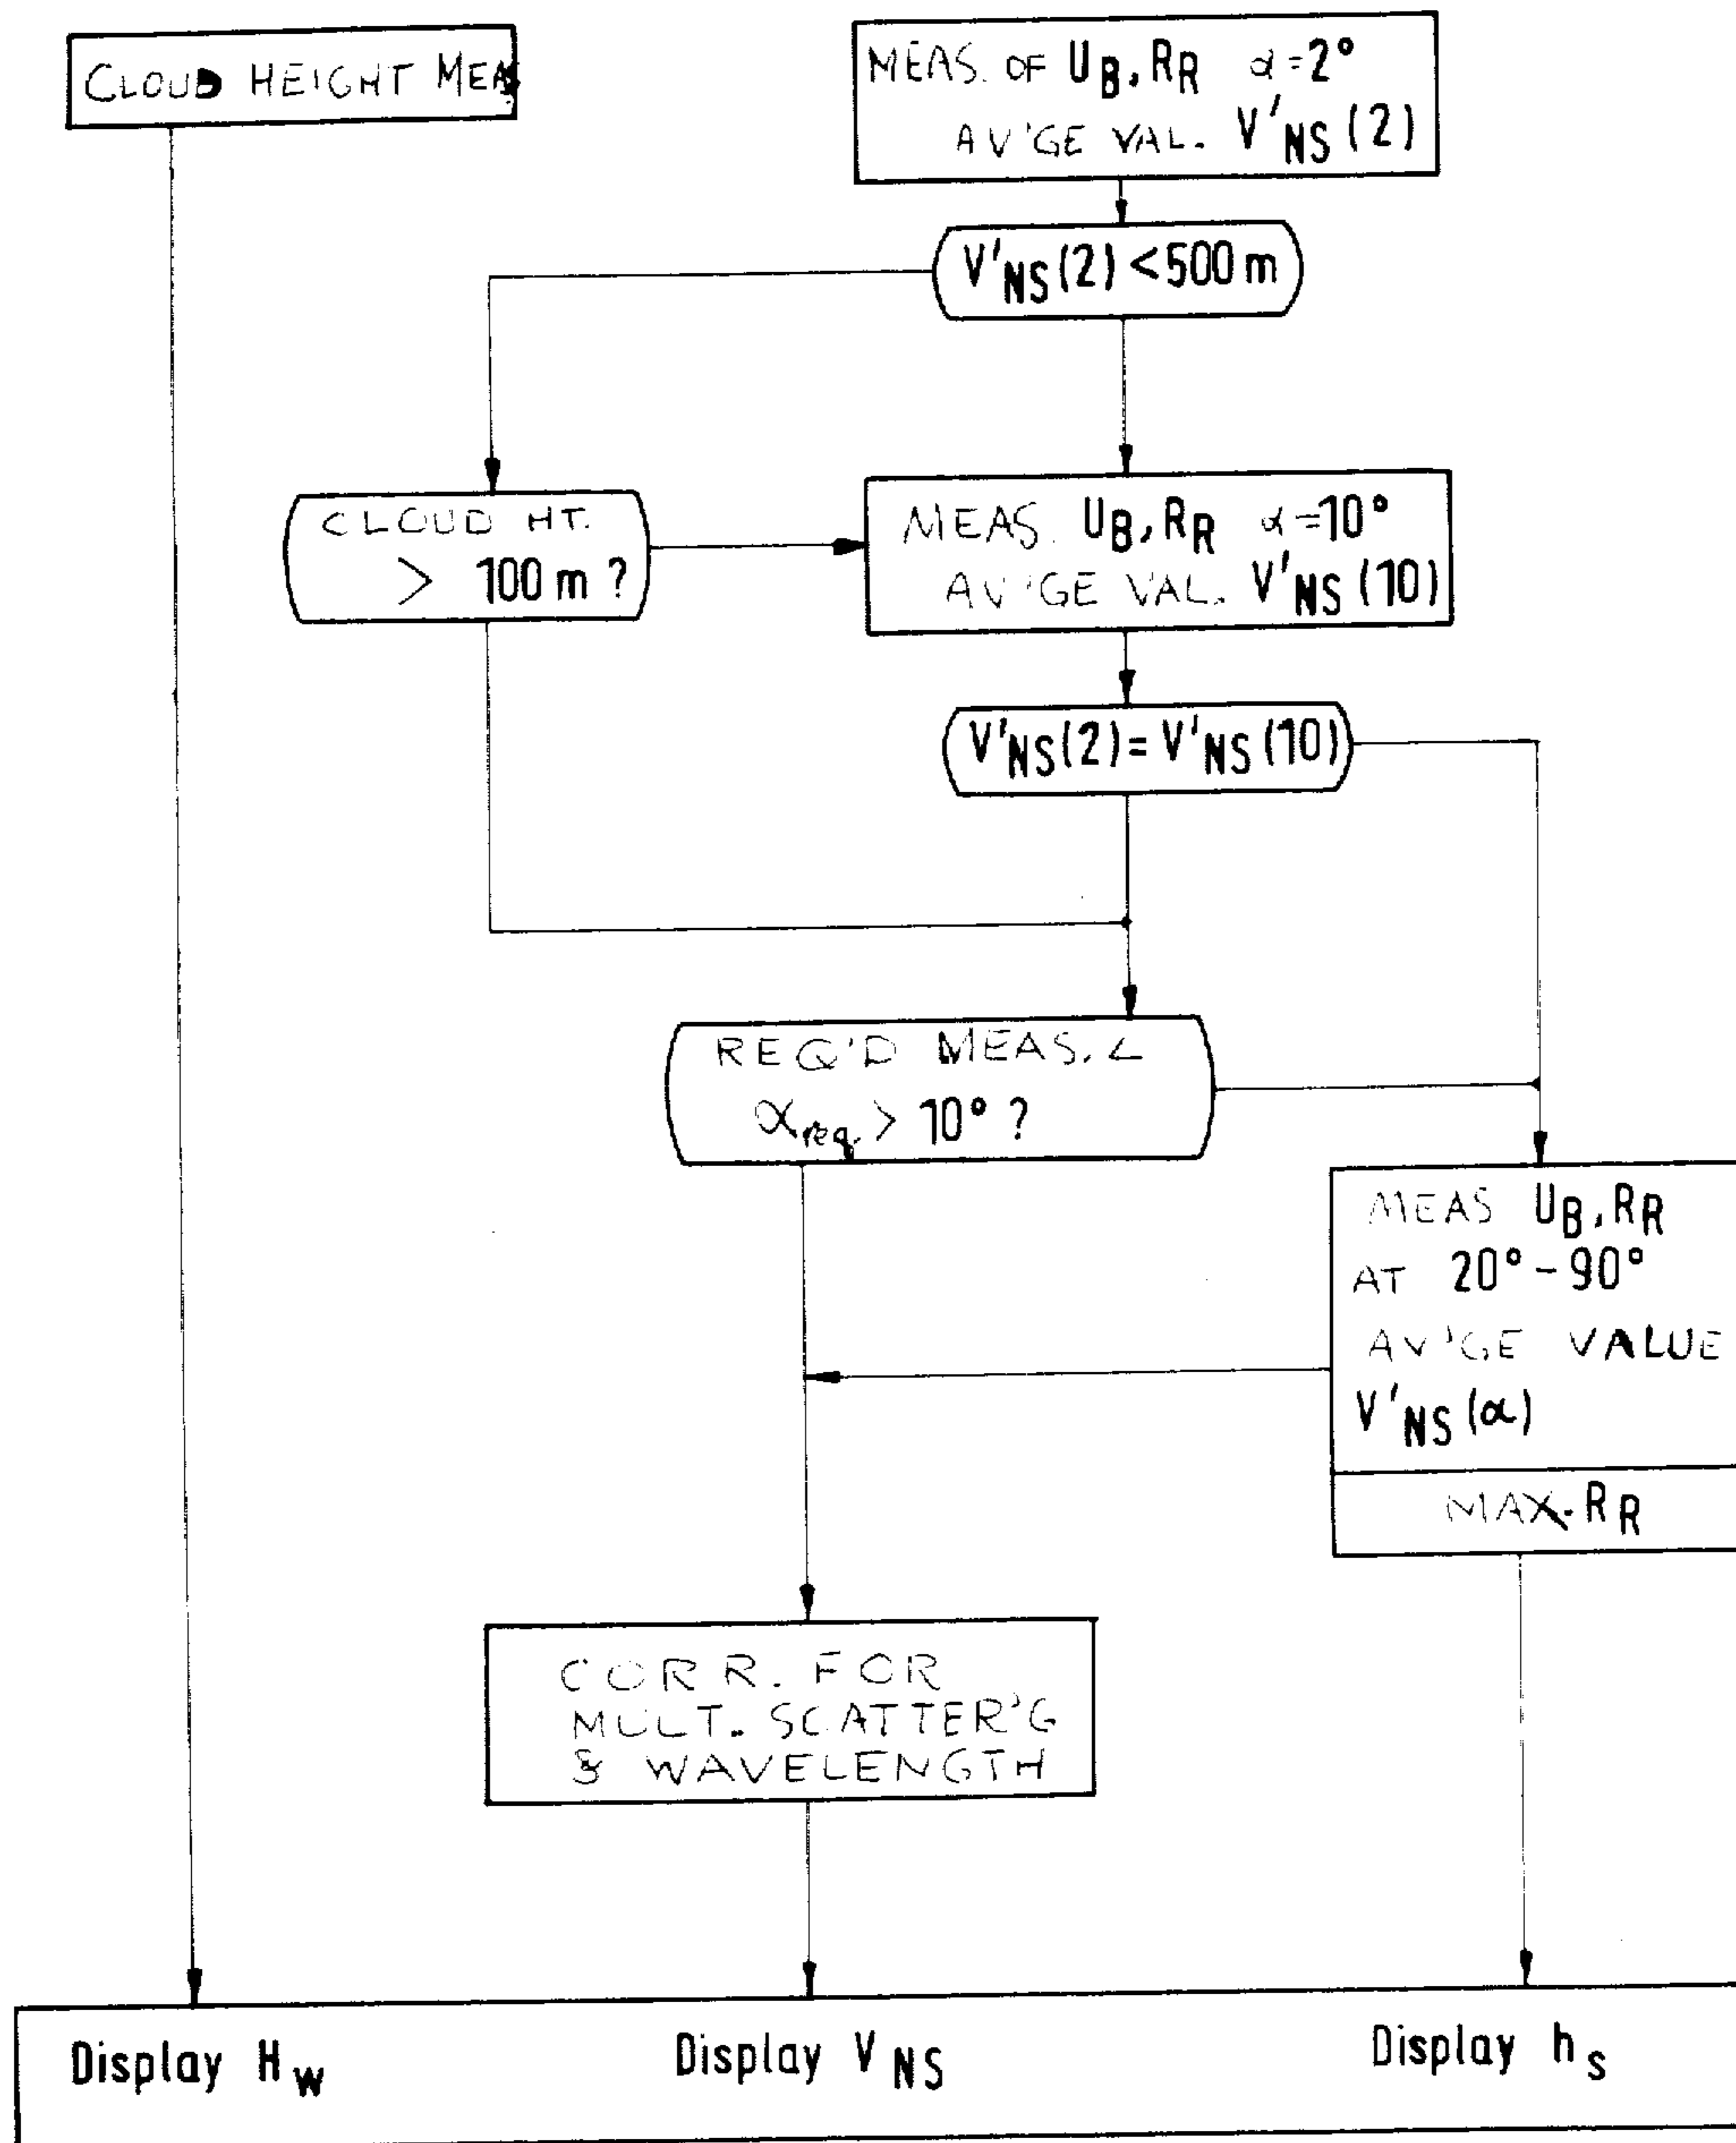 CLOUD HEIGHT MEAS
MEAS. OF UB, RR α=2°
AV'GE VAL. V'NS(2)
V'NS(2) <500 m
CLOUD HT.
> 100 m ?
MEAS. UB, RR α=10°
AV'GE VAL. V'NS(10)
V'NS(2) = V'NS(10)
REQ'D MEAS. ∠
αreq. > 10° ?
MEAS UB, RR
AT 20° - 90°
AV'GE VALUE
V'NS(α)
MAX. RR
CORR. FOR
MULT. SCATTER'G
& WAVELENGTH
Display Hw
Display VNS
Display hs